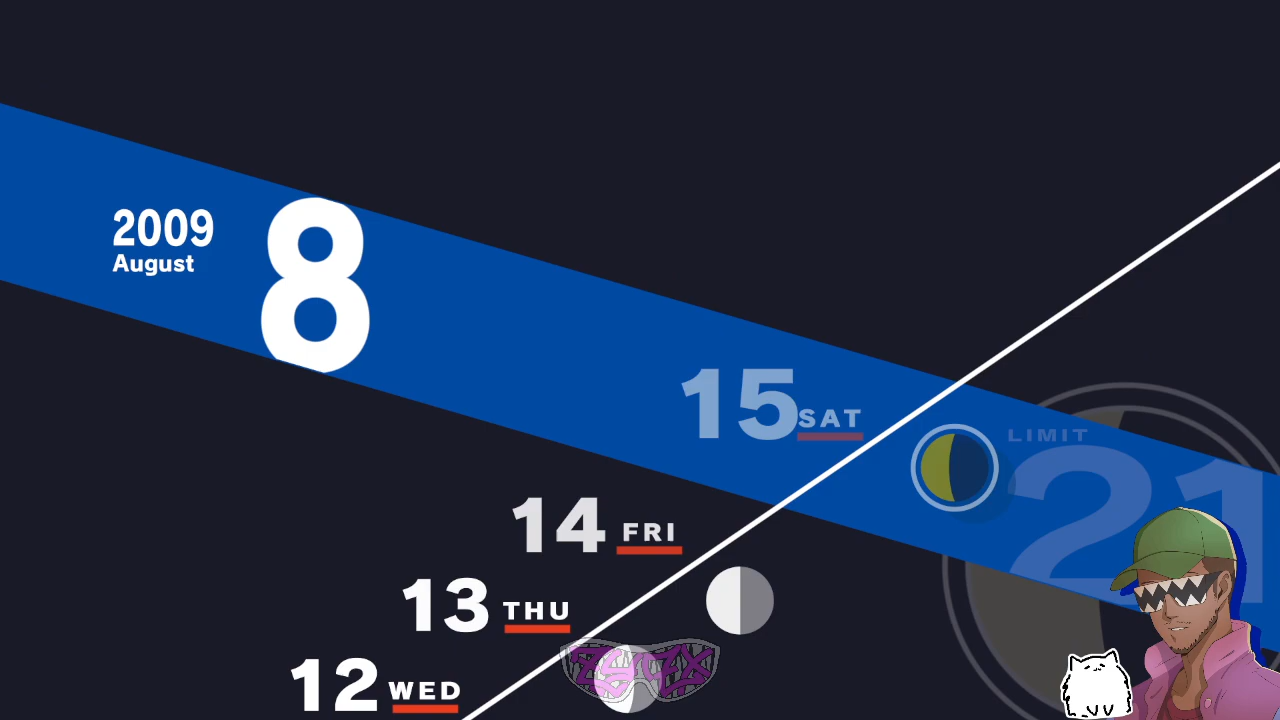 2009
August
8
15 SAT
LIMIT
21
14 FRI
13 THU
12 WED